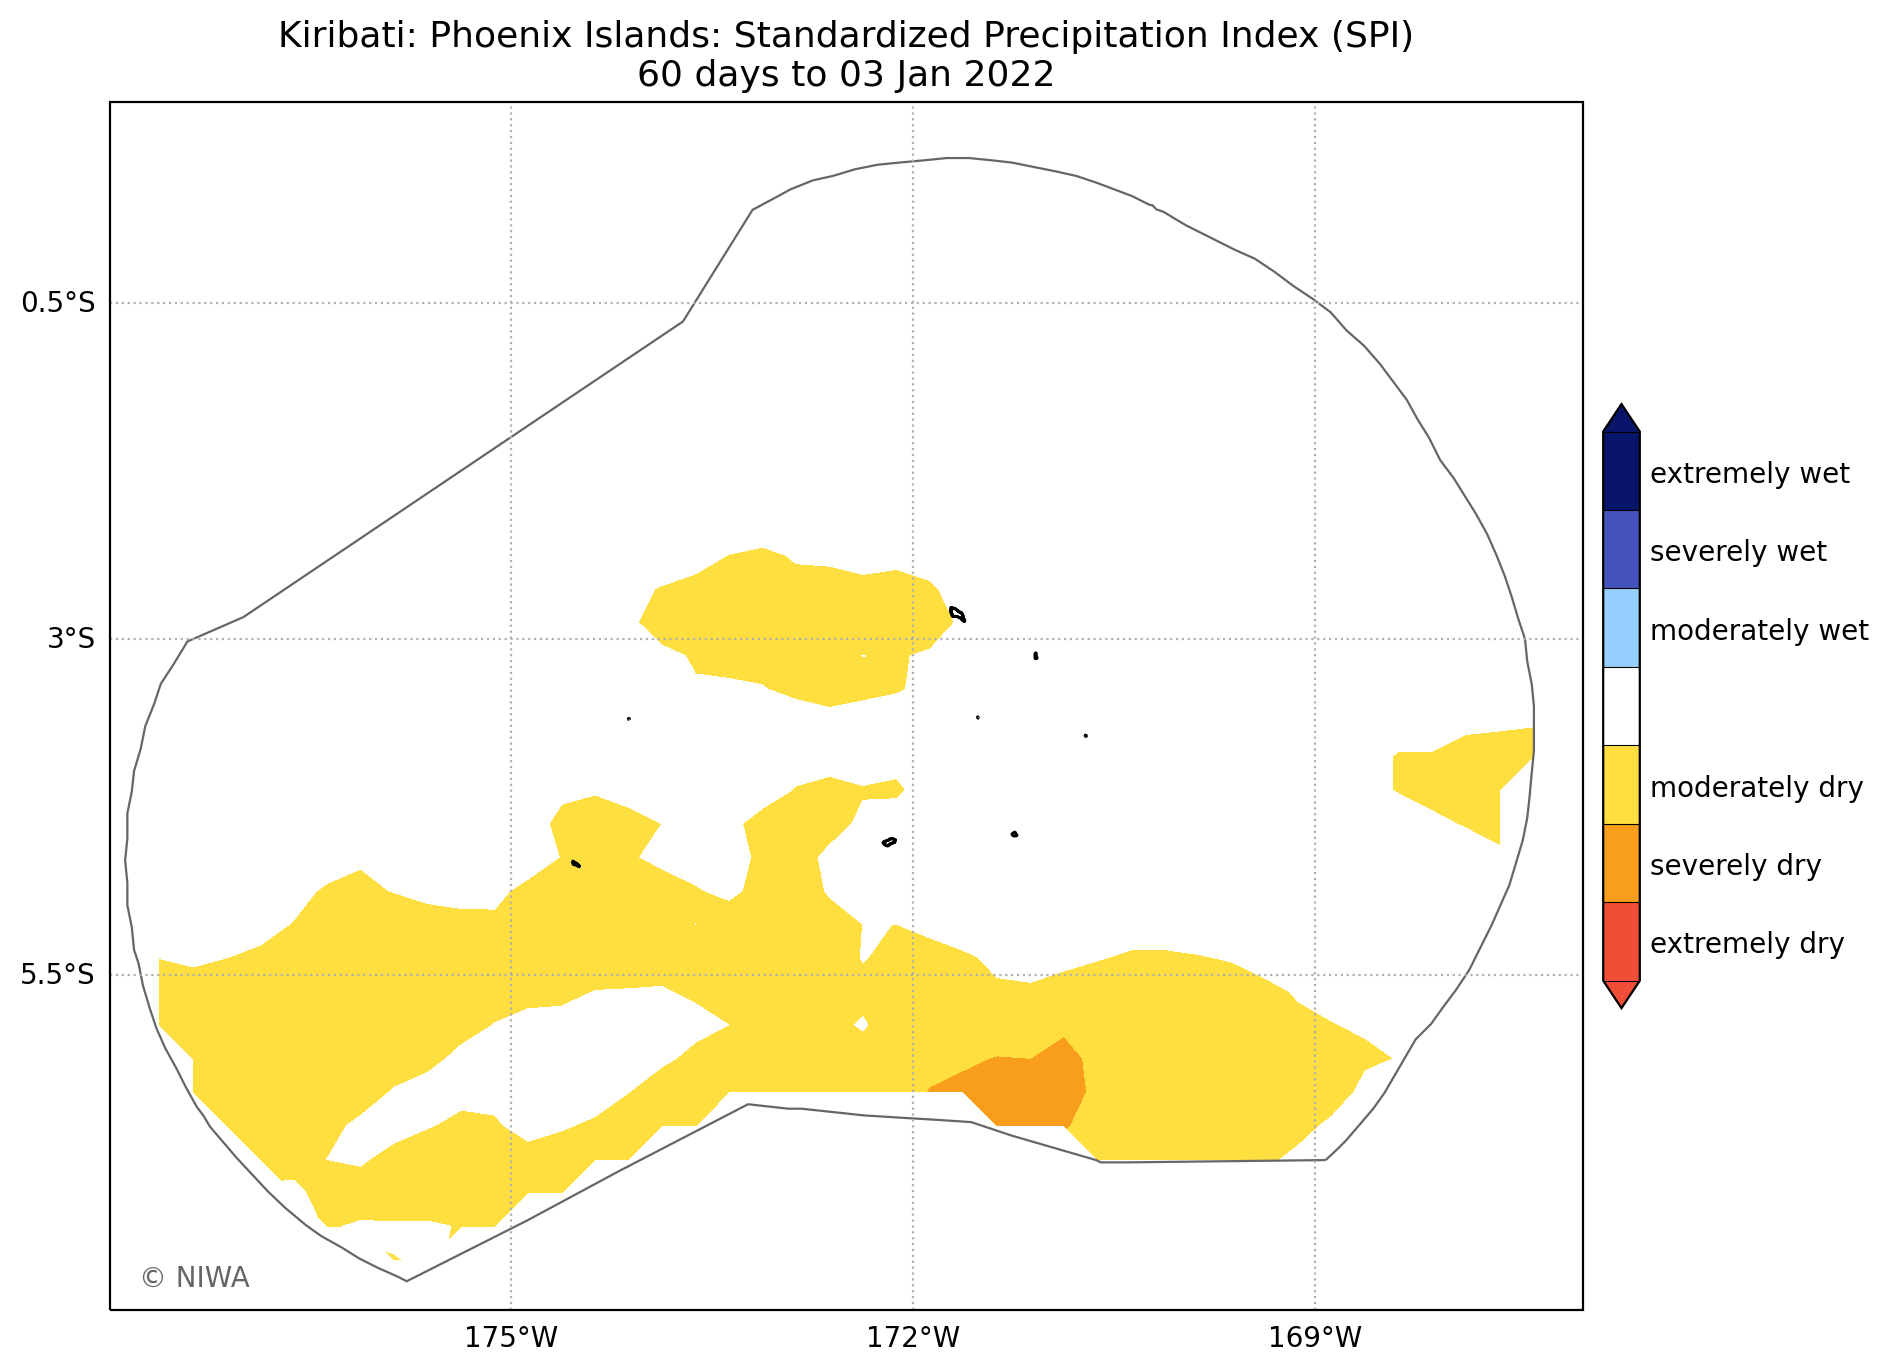 Kiribati: Phoenix Islands: Standardized Precipitation Index (SPI)
60 days to 03 Jan 2022
0.5°S
3°S
5.5°S
175°W
172°W
169°W
extremely wet
severely wet
moderately wet
moderately dry
severely dry
extremely dry
© NIWA